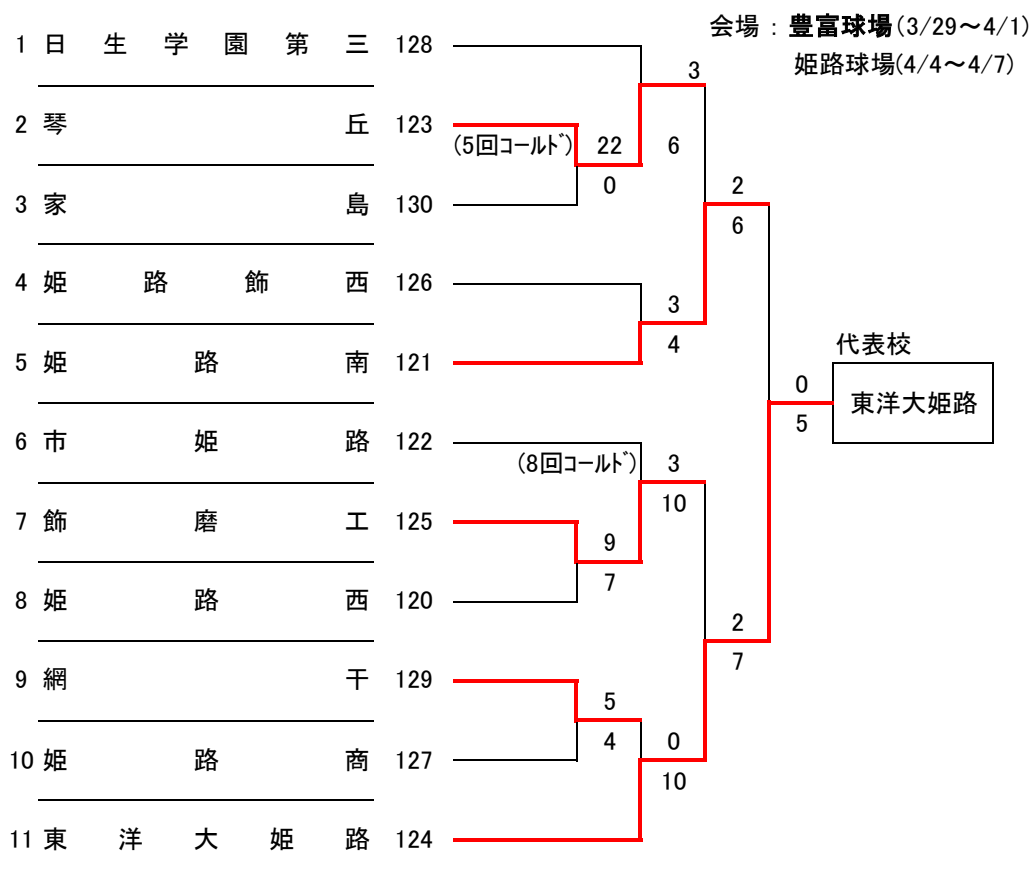 会場：豊富球場(3/29～4/1)
姫路球場(4/4～4/7)
1 日生学園第三 128
3
2 琴丘 123
(5回コールド) 22 6
0
3 家島 130
2
6
4 姫路飾西 126
3
4
5 姫路南 121
代表校
0
東洋大姫路
5
6 市姫路 122
(8回コールド) 3
10
7 飾磨工 125
9
7
8 姫路西 120
2
7
9 網干 129
5
4 0
10 姫路商 127
10
11 東洋大姫路 124